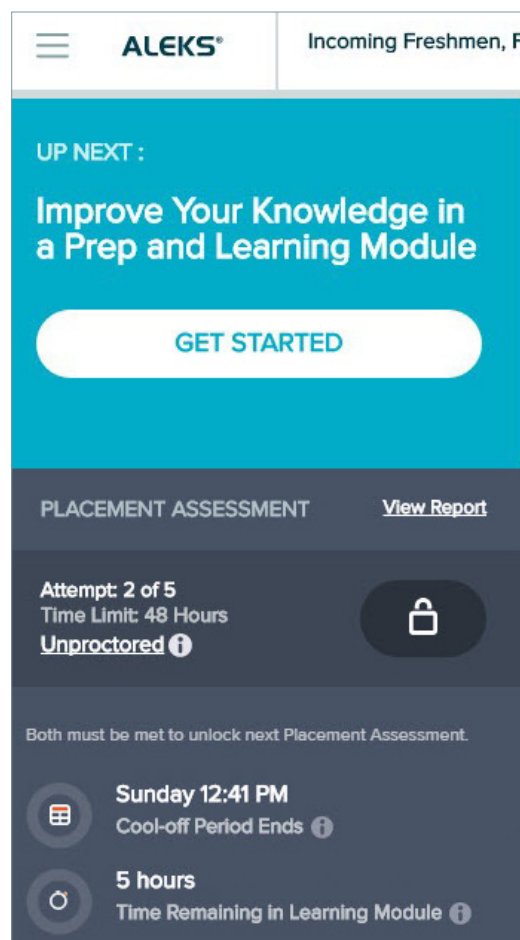 ALEKS®
Incoming Freshmen, F
UP NEXT :
Improve Your Knowledge in
a Prep and Learning Module
GET STARTED
PLACEMENT ASSESSMENT
View Report
Attempt: 2 of 5
Time Limit: 48 Hours
Unproctored
Both must be met to unlock next Placement Assessment.
Sunday 12:41 PM
Cool-off Period Ends
5 hours
Time Remaining in Learning Module